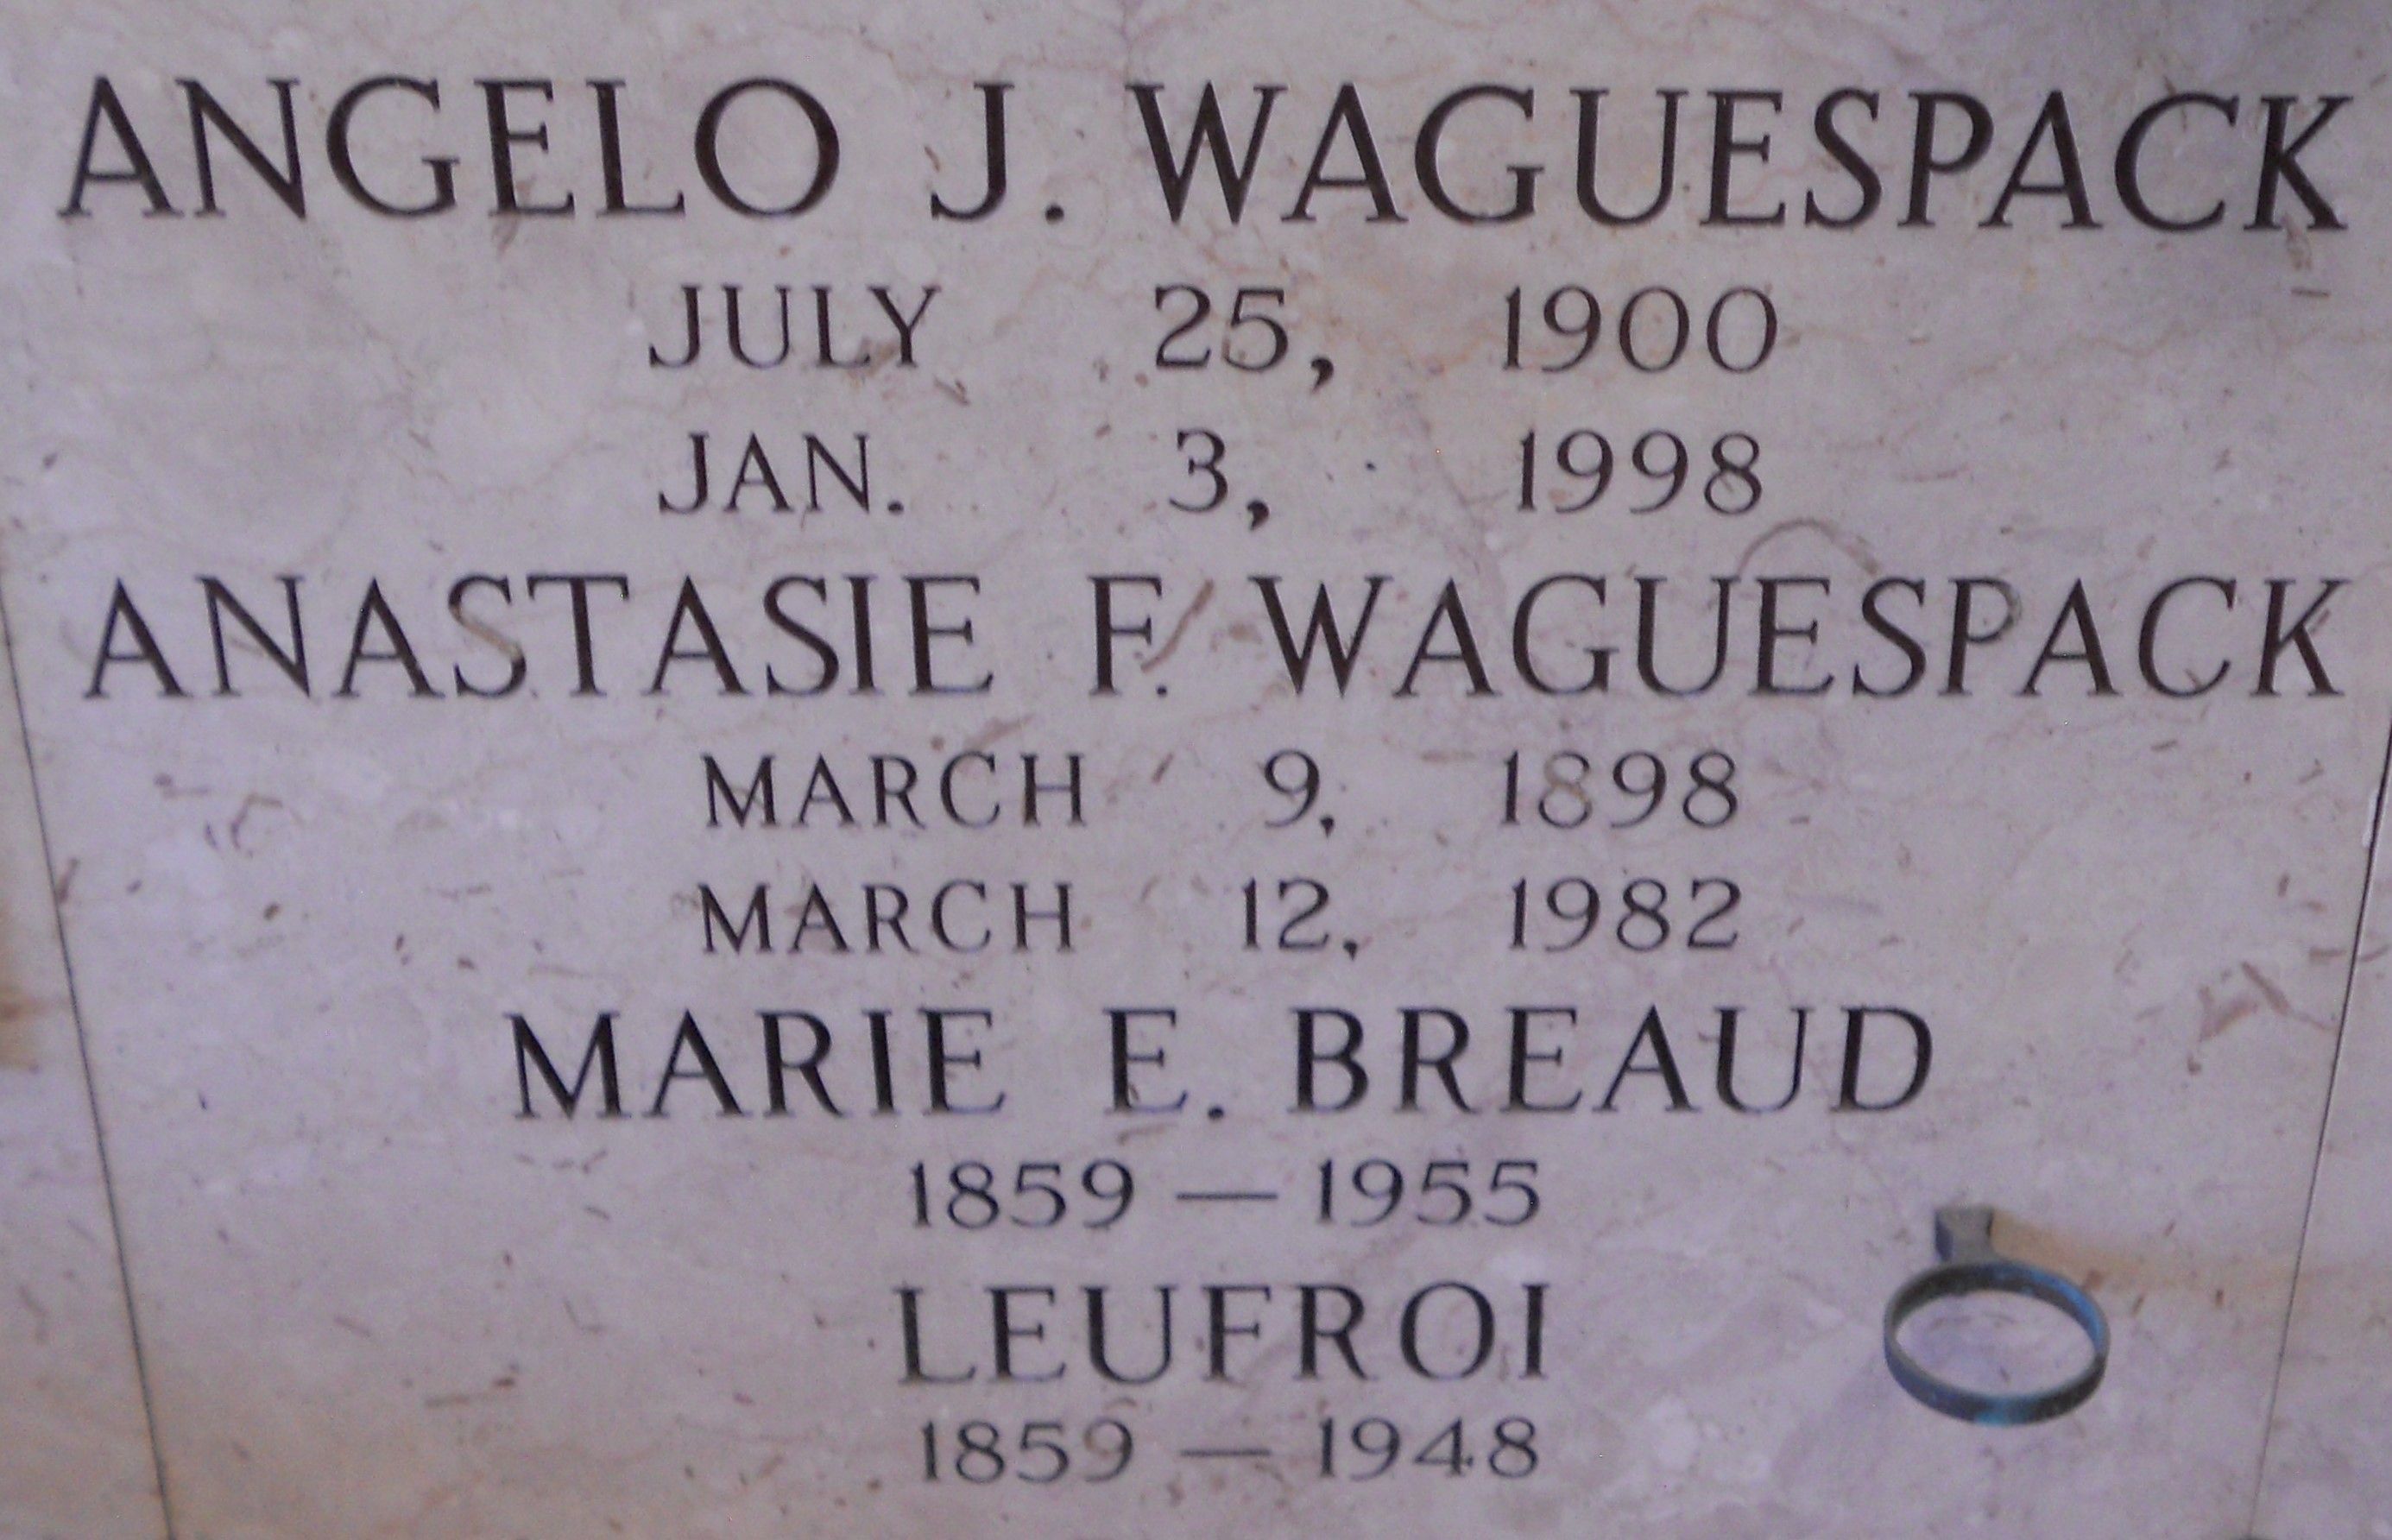 ANGELO J. WAGUESPACK
JULY 25, 1900
JAN. 3, 1998
ANASTASIE F. WAGUESPACK
MARCH 9, 1898
MARCH 12, 1982
MARIE E. BREAUD
1859 — 1955
LEUFROI
1859 — 1948